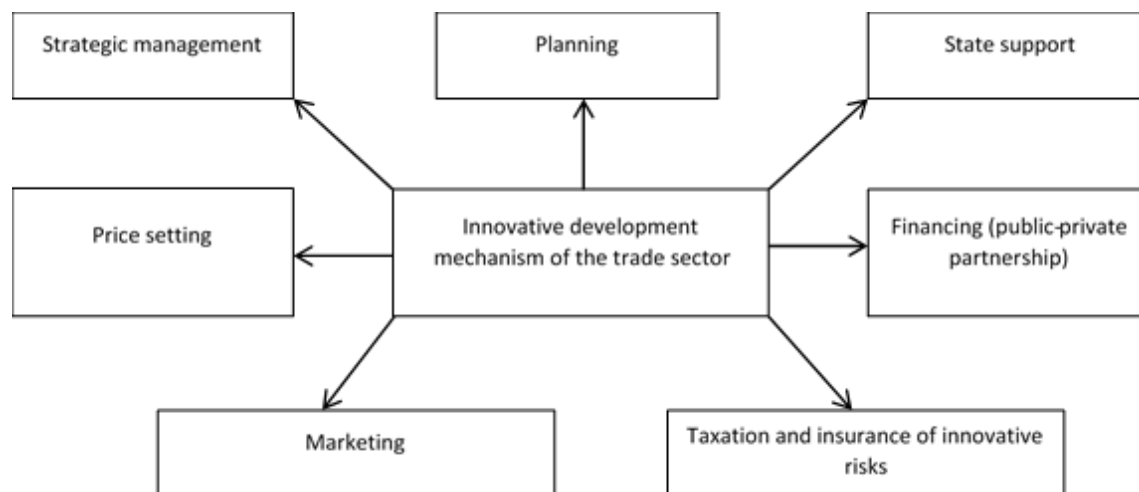 Strategic management
Planning
State support
Price setting
Innovative development
mechanism of the trade sector
Financing (public-private
partnership)
Marketing
Taxation and insurance of innovative
risks